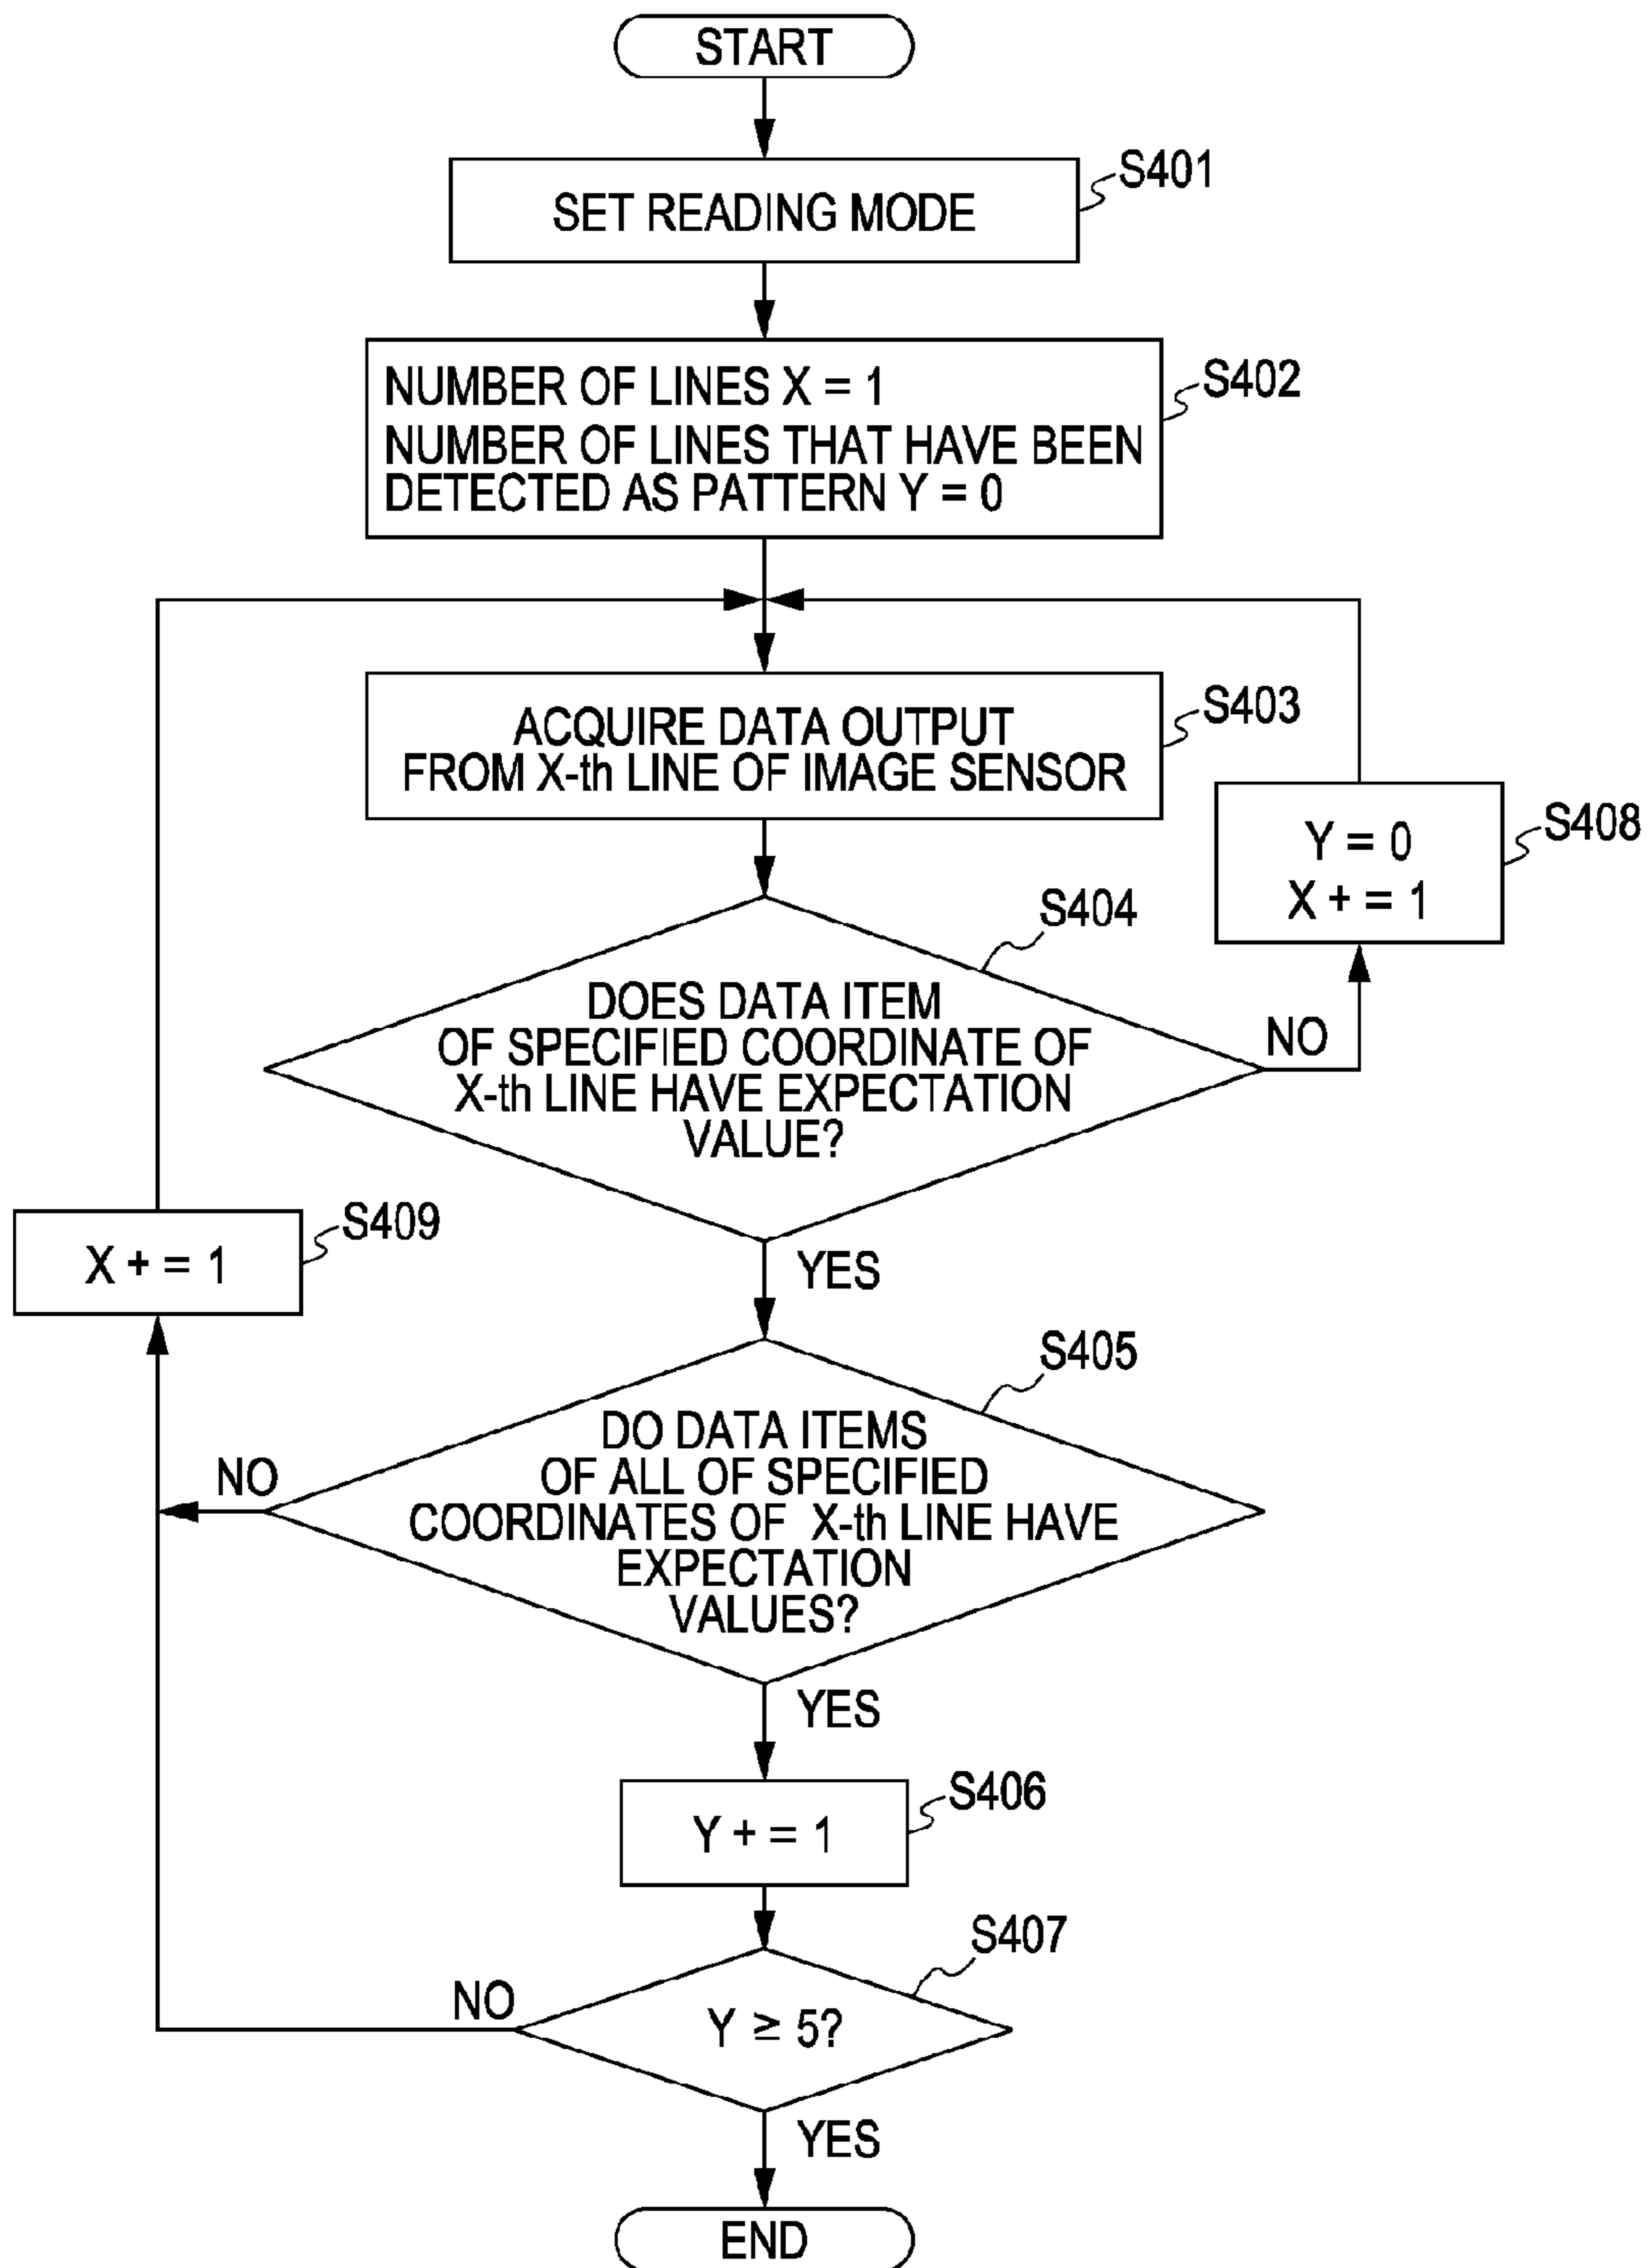 START
S401
SET READING MODE
S402
NUMBER OF LINES X = 1
NUMBER OF LINES THAT HAVE BEEN
DETECTED AS PATTERN Y = 0
S403
ACQUIRE DATA OUTPUT
FROM X-th LINE OF IMAGE SENSOR
S408
Y = 0
X + = 1
S404
DOES DATA ITEM
OF SPECIFIED COORDINATE OF
X-th LINE HAVE EXPECTATION
VALUE?
NO
YES
S409
X + = 1
S405
DO DATA ITEMS
OF ALL OF SPECIFIED
COORDINATES OF X-th LINE HAVE
EXPECTATION
VALUES?
NO
YES
S406
Y + = 1
S407
Y ≥ 5?
NO
YES
END